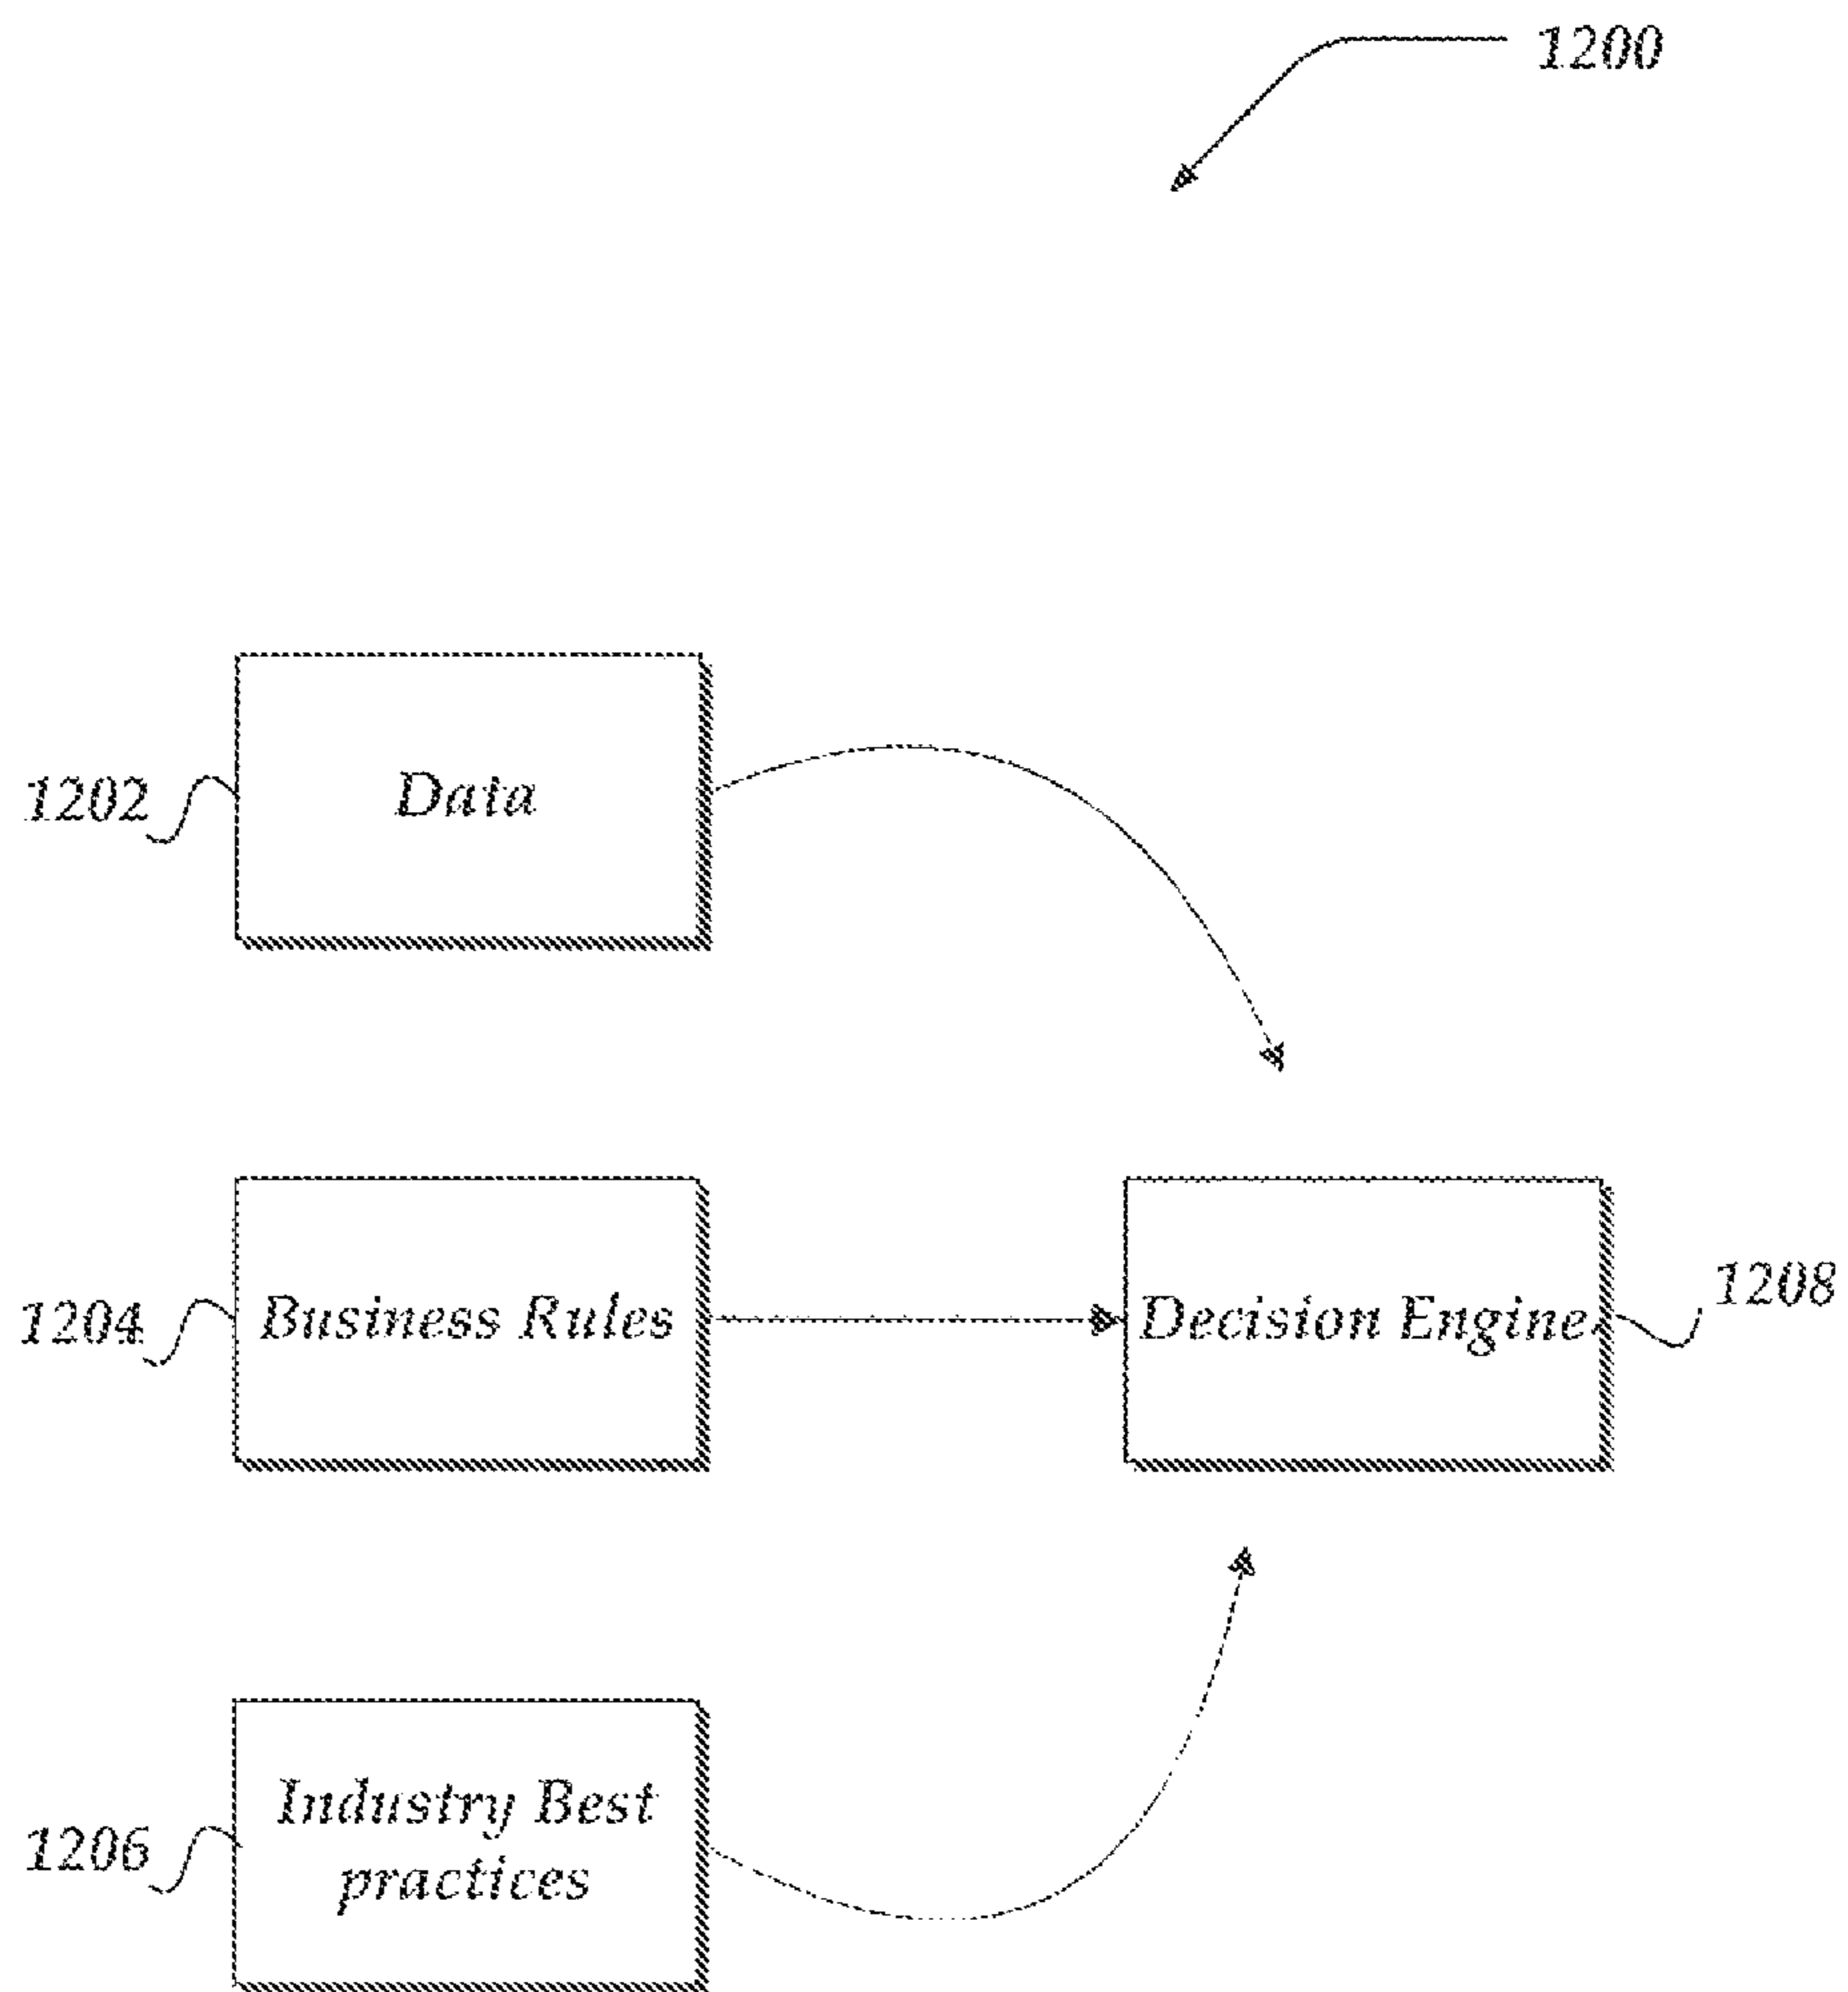 1200
1202
Data
1204
Business Rules
Decision Engine
1208
1206
Industry Best
practices